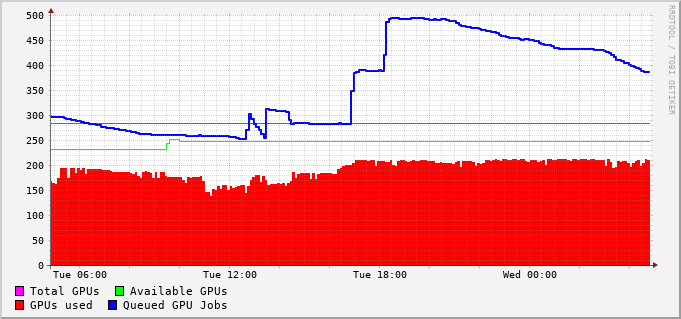 500
450
400
350
300
250
200
150
100
50
0
Tue 06:00 Tue 12:00 Tue 18:00 Wed 00:00
Total GPUs Available GPUs
GPUs used Queued GPU Jobs
RRDTOOL / TOBI OETIKER